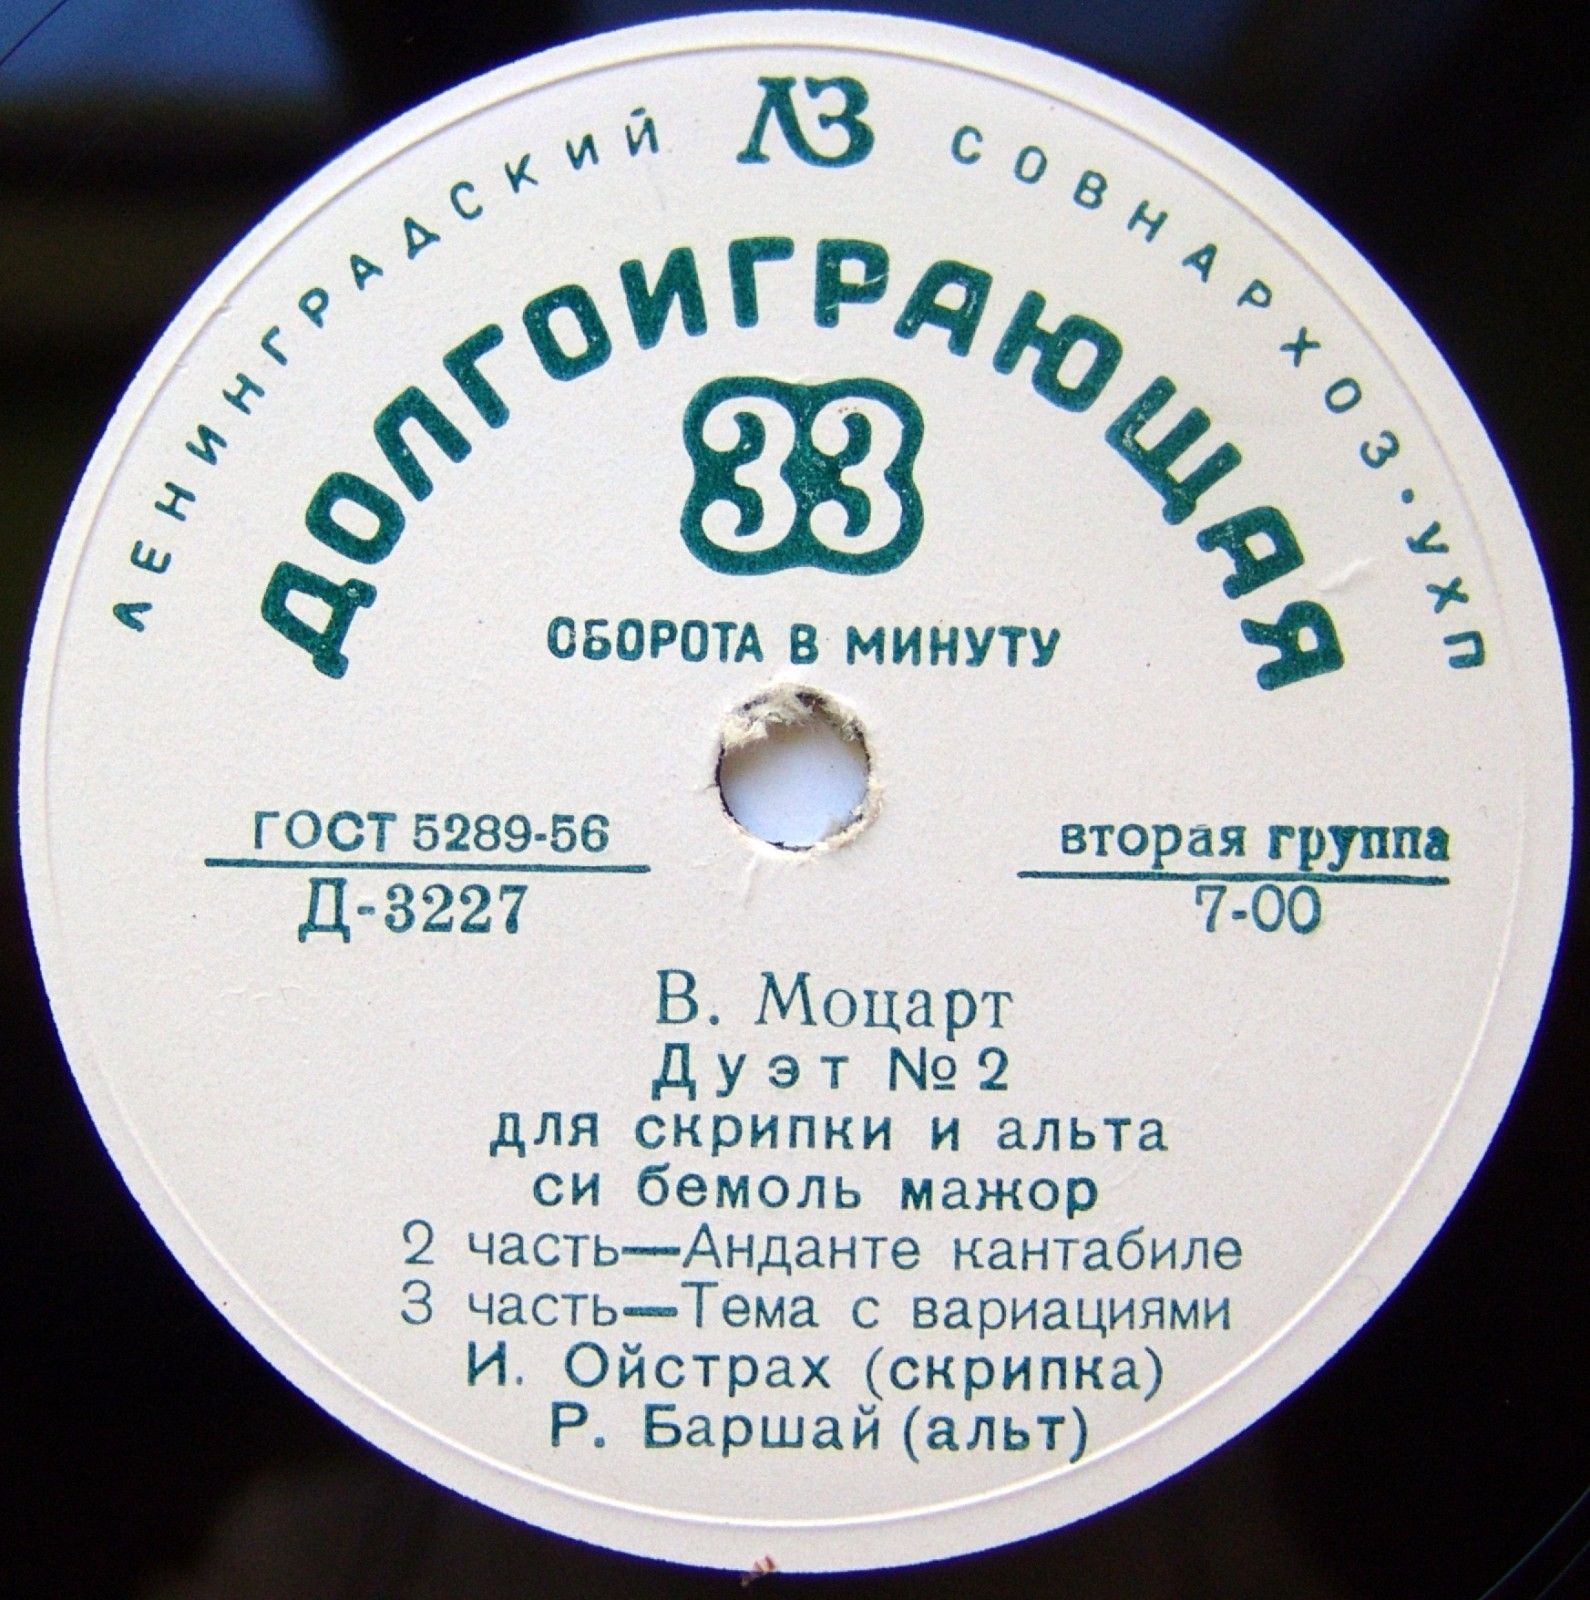 ЛЕНИНГРАДСКИЙ ЛЗ СОВНАРХОЗ · УХП
ДОЛГОИГРАЮЩАЯ
33
ОБОРОТА В МИНУТУ
ГОСТ 5289-56
Д-3227
вторая группа
7-00
В. Моцарт
Дуэт № 2
для скрипки и альта
си бемоль мажор
2 часть—Анданте кантабиле
3 часть—Тема с вариациями
И. Ойстрах (скрипка)
Р. Баршай (альт)